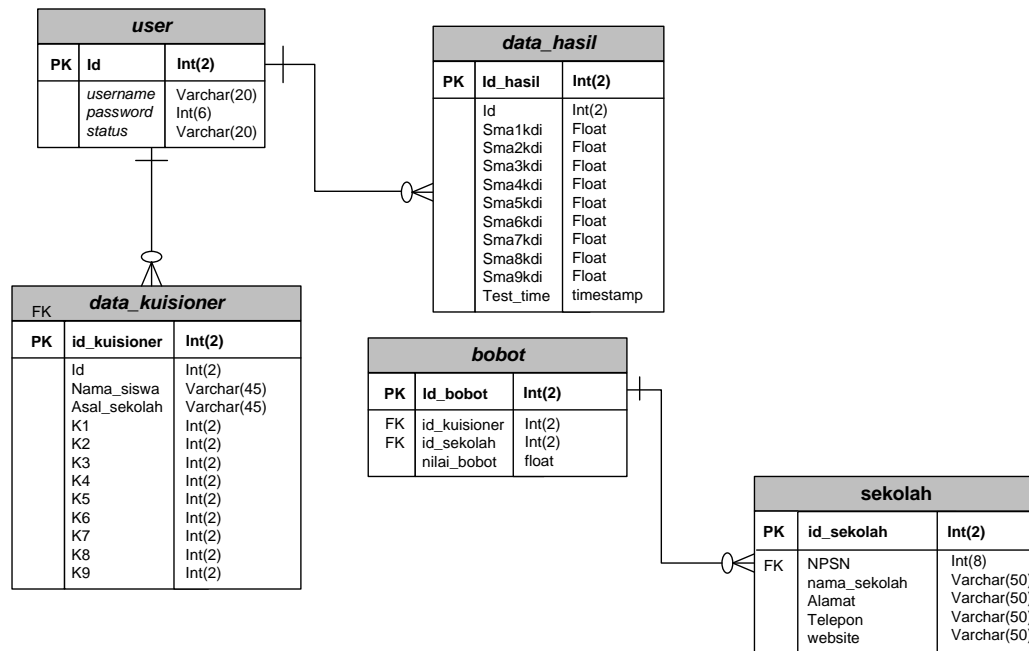 user
PK Id Int(2)
username Varchar(20)
password Int(6)
status Varchar(20)
data_hasil
PK Id_hasil Int(2)
Id Int(2)
Sma1kdi Float
Sma2kdi Float
Sma3kdi Float
Sma4kdi Float
Sma5kdi Float
Sma6kdi Float
Sma7kdi Float
Sma8kdi Float
Sma9kdi Float
Test_time timestamp
data_kuisioner
FK
PK id_kuisioner Int(2)
Id Int(2)
Nama_siswa Varchar(45)
Asal_sekolah Varchar(45)
K1 Int(2)
K2 Int(2)
K3 Int(2)
K4 Int(2)
K5 Int(2)
K6 Int(2)
K7 Int(2)
K8 Int(2)
K9 Int(2)
bobot
PK Id_bobot Int(2)
FK id_kuisioner Int(2)
FK id_sekolah Int(2)
nilai_bobot float
sekolah
PK id_sekolah Int(2)
FK NPSN Int(8)
nama_sekolah Varchar(50)
Alamat Varchar(50)
Telepon Varchar(50)
website Varchar(50)